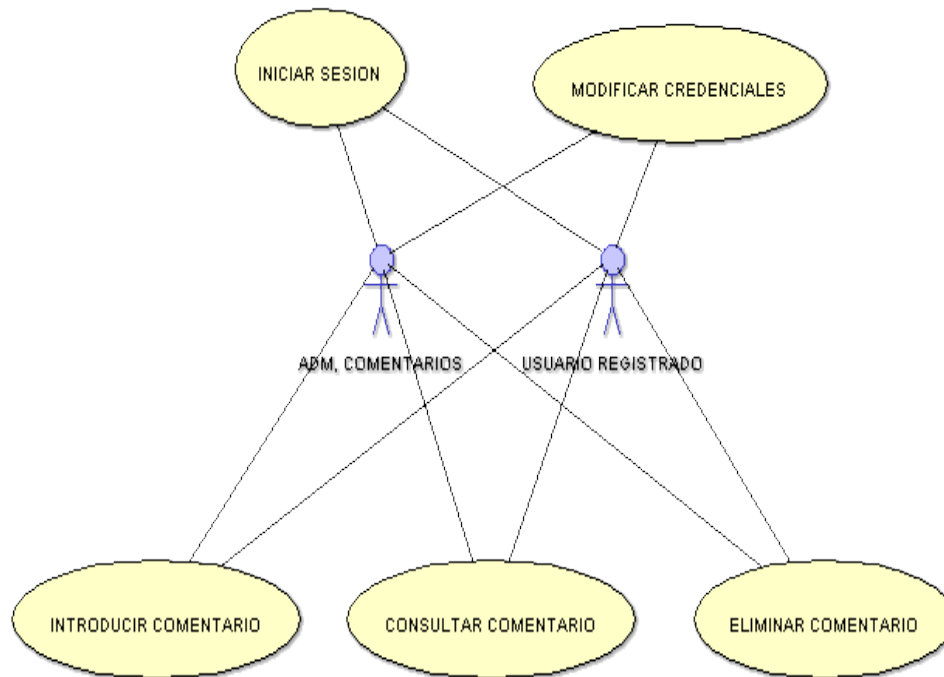 INICIAR SESION
MODIFICAR CREDENCIALES
ADM, COMENTARIOS
USUARIO REGISTRADO
INTRODUCIR COMENTARIO
CONSULTAR COMENTARIO
ELIMINAR COMENTARIO